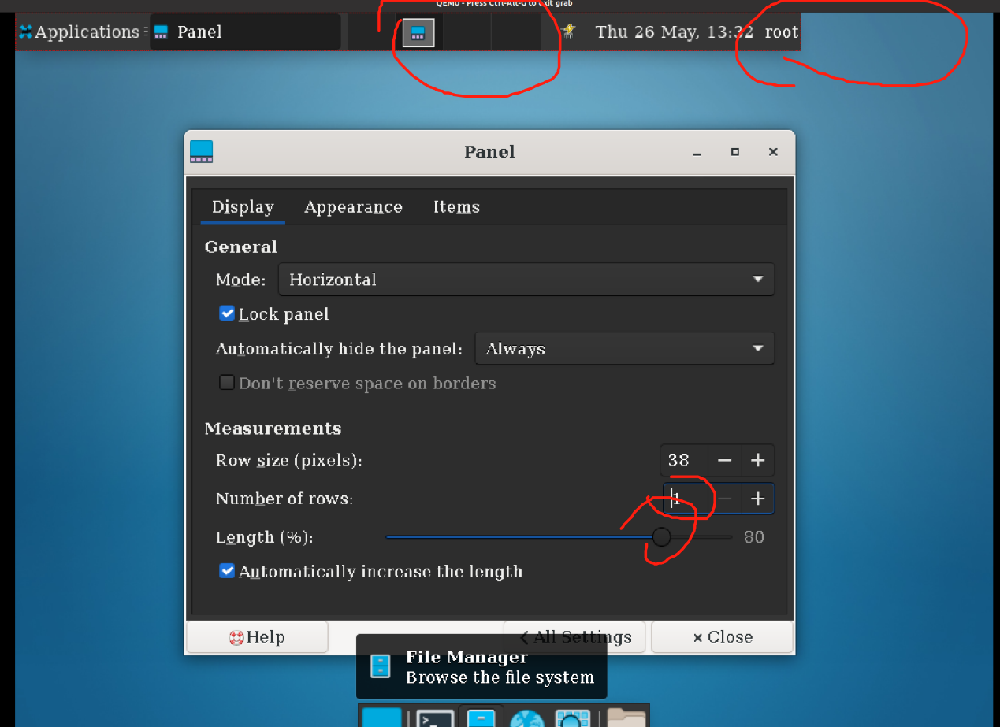 QEMU - Press Ctrl-Alt-G to exit grab
Applications Panel Thu 26 May, 13:32 root
Panel
Display Appearance Items
General
Mode: Horizontal
Lock panel
Automatically hide the panel: Always
Don't reserve space on borders
Measurements
Row size (pixels): 38
Number of rows: 1
Length (%): 80
Automatically increase the length
Help All Settings Close
File Manager
Browse the file system